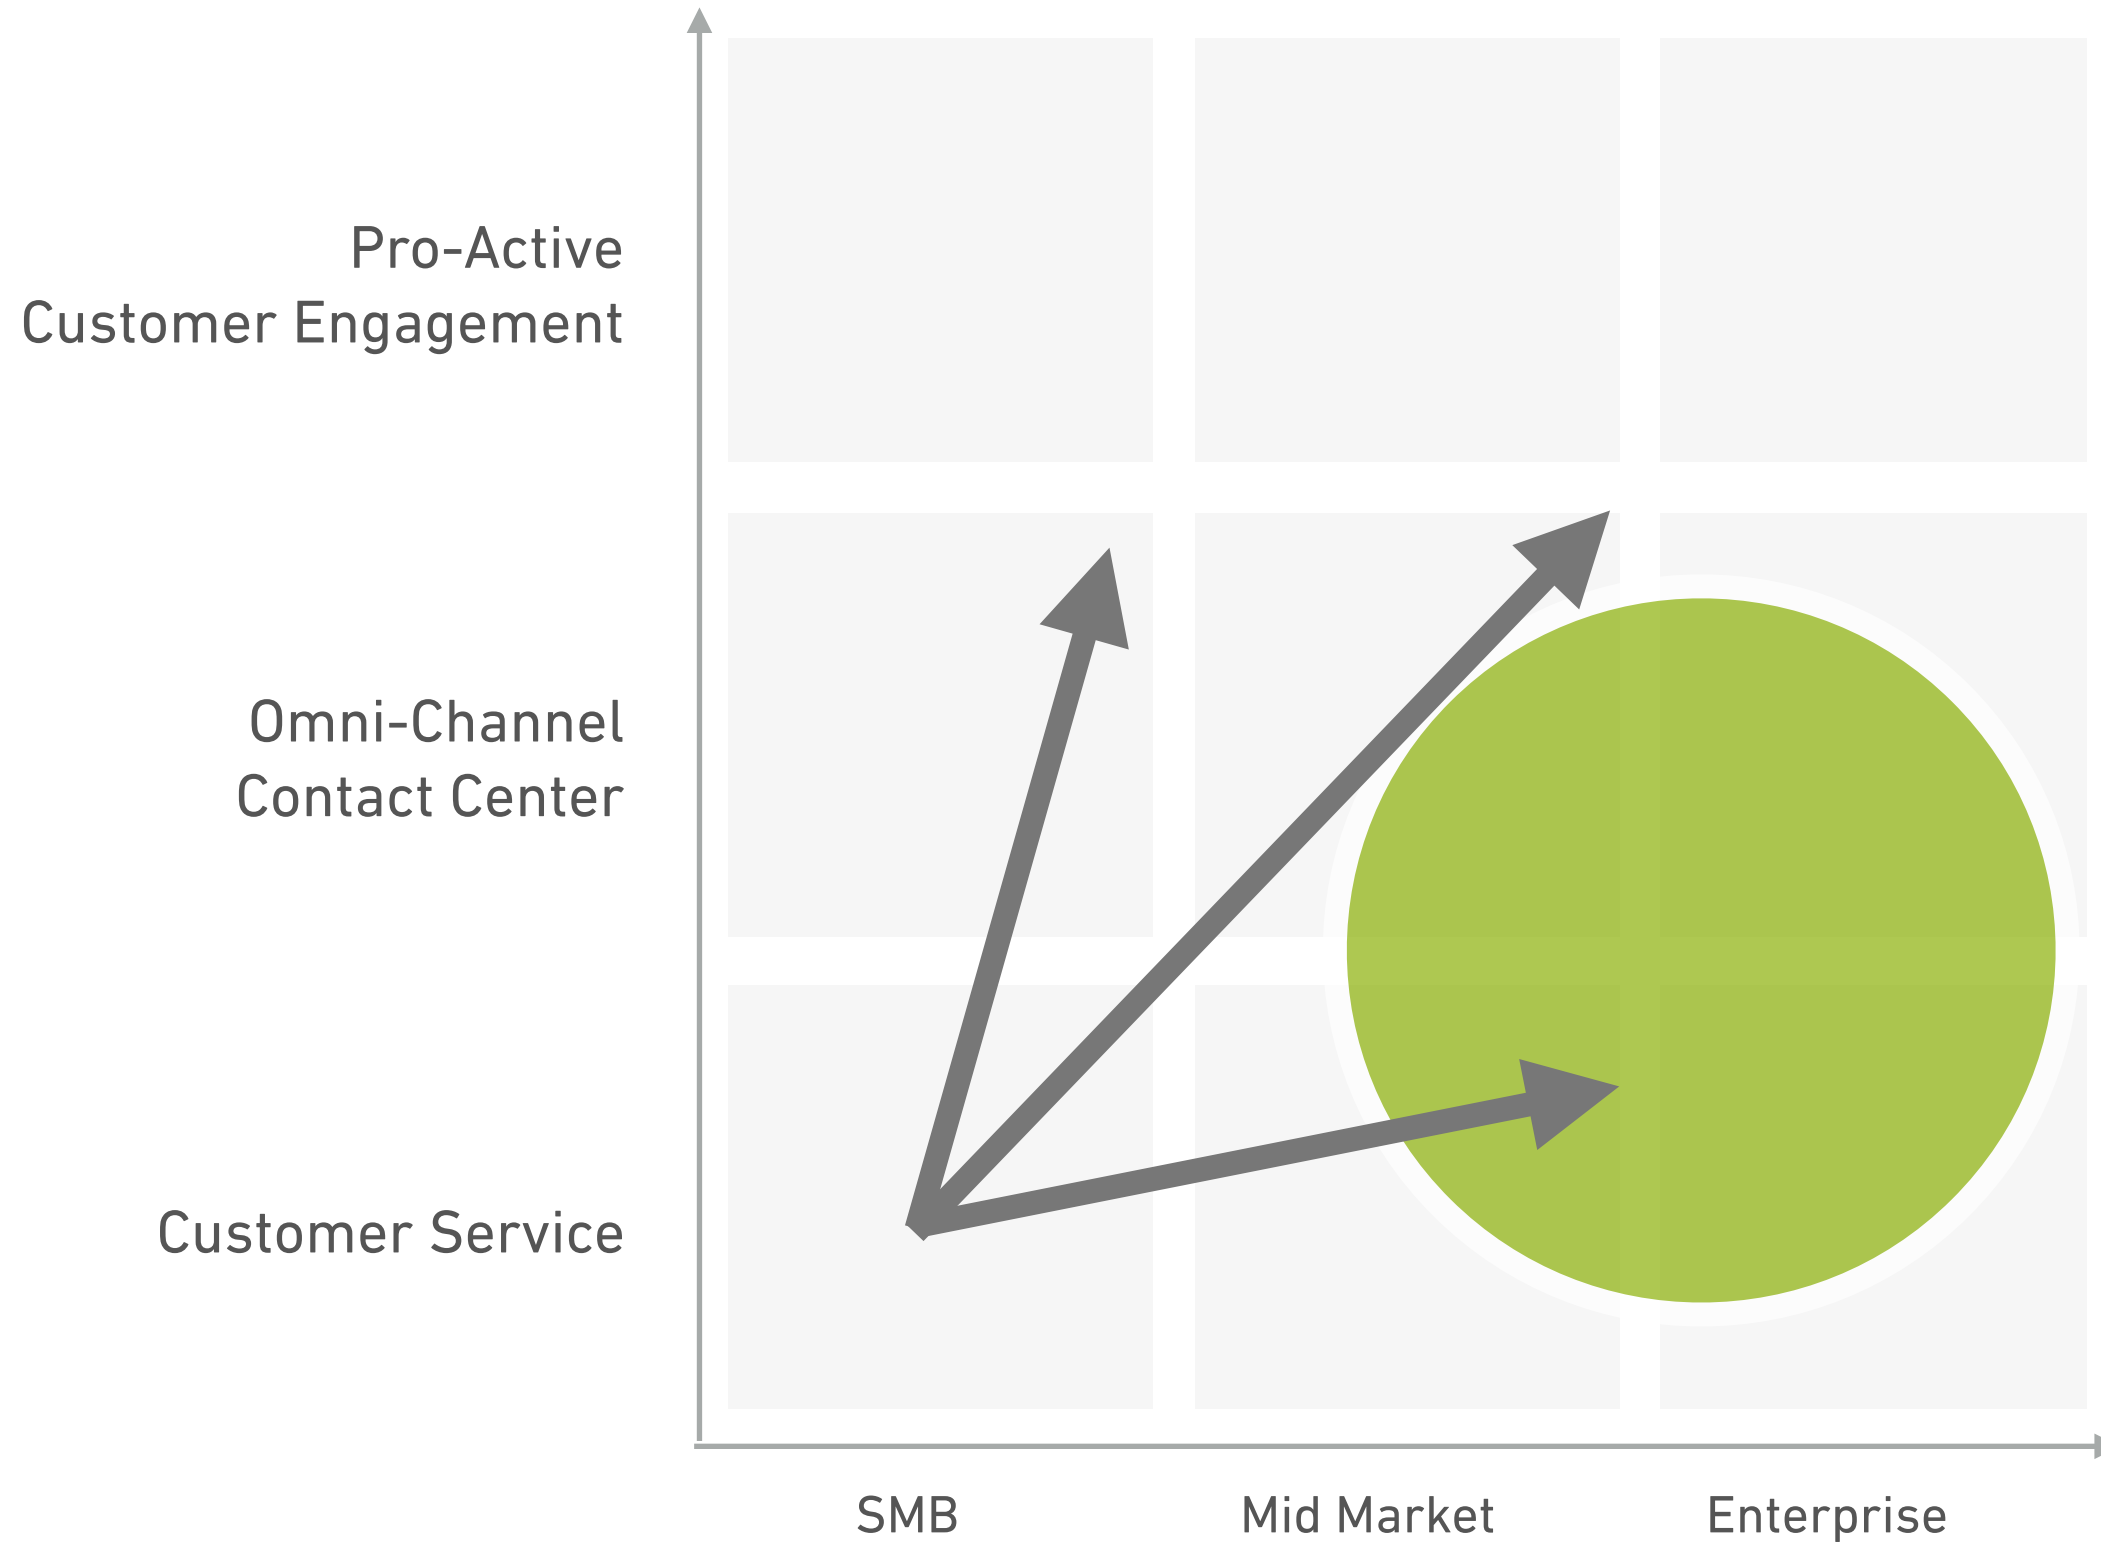 Pro-Active
Customer Engagement
Omni-Channel
Contact Center
Customer Service
SMB
Mid Market
Enterprise